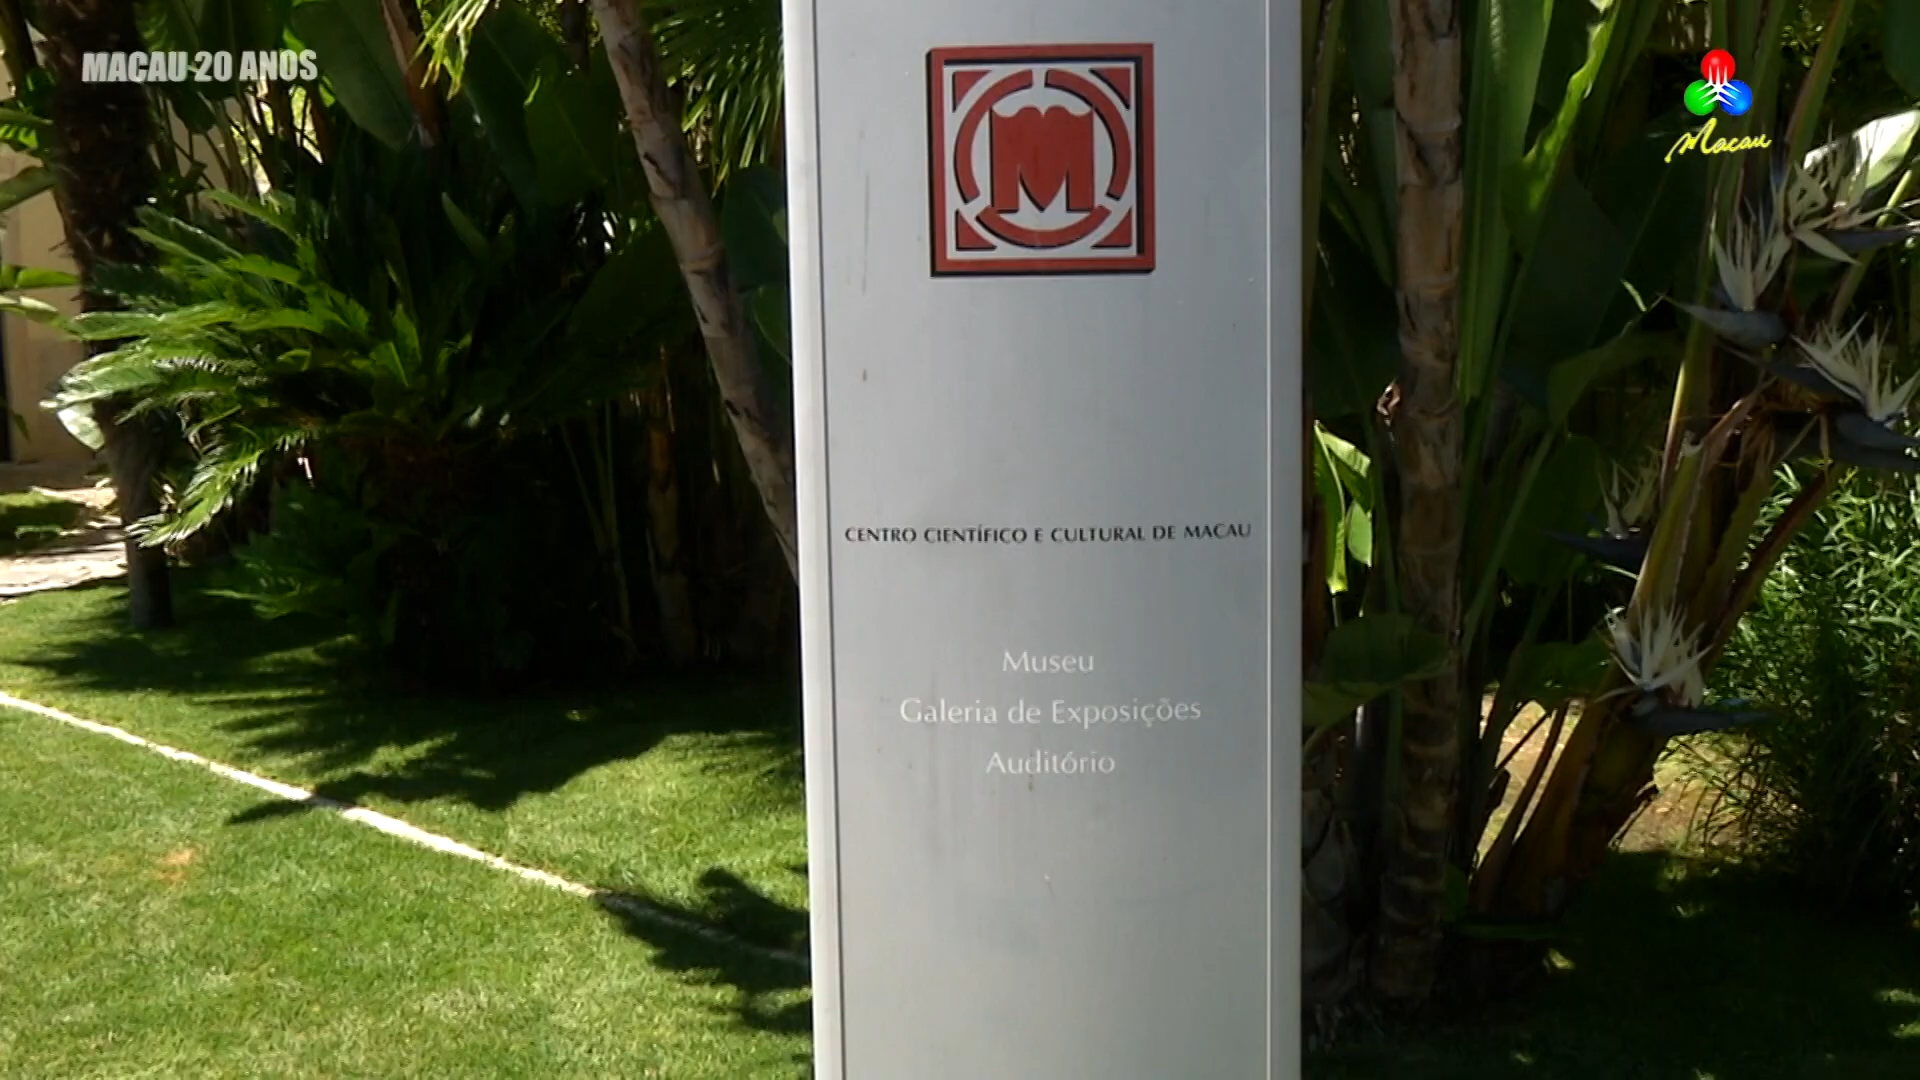 MACAU 20 ANOS
Macau
M
CENTRO CIENTÍFICO E CULTURAL DE MACAU
Museu
Galeria de Exposições
Auditório